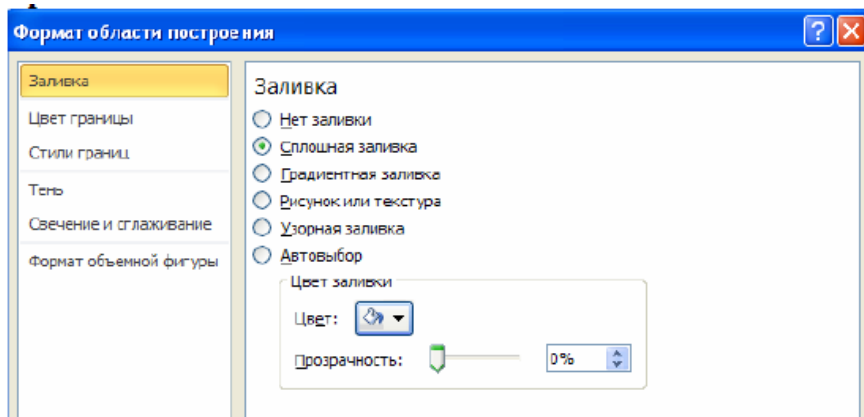 Формат области построения
Заливка
Цвет границы
Стили границ
Тень
Свечение и сглаживание
Формат объемной фигуры
Заливка
Нет заливки
Сплошная заливка
Градиентная заливка
Рисунок или текстура
Узорная заливка
Автовыбор
Цвет заливки
Цвет:
Прозрачность: 0%